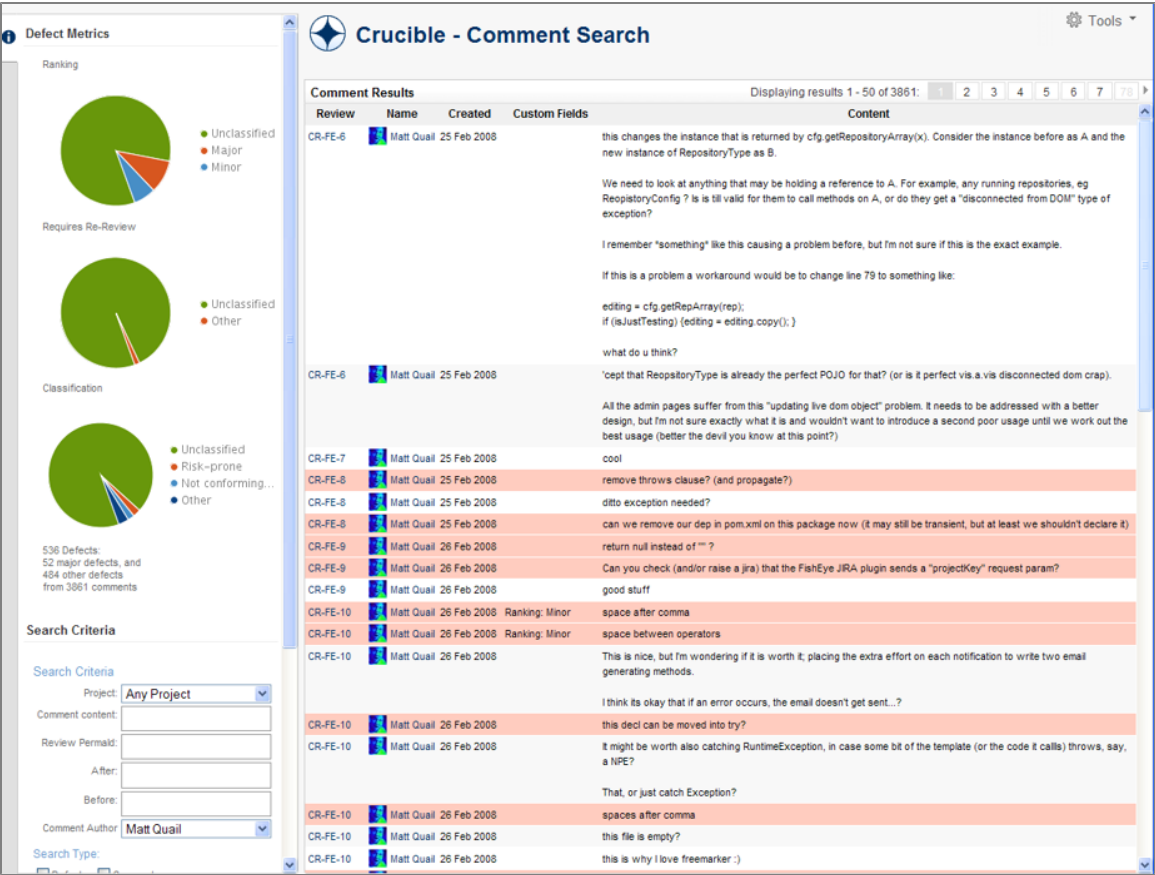 Defect Metrics
Ranking
Unclassified
Major
Minor
Requires Re-Review
Unclassified
Other
Classification
Unclassified
Risk-prone
Not conforming...
Other
536 Defects:
52 major defects, and
484 other defects
from 3861 comments
Search Criteria
Search Criteria
Project: Any Project
Comment content:
Review PermaId:
After:
Before:
Comment Author Matt Quail
Search Type:
Crucible - Comment Search
Tools
Comment Results Displaying results 1 - 50 of 3861: 1 2 3 4 5 6 7 78
Review Name Created Custom Fields Content
CR-FE-6 Matt Quail 25 Feb 2008 this changes the instance that is returned by cfg.getRepositoryArray(x). Consider the instance before as A and the
new instance of RepositoryType as B.
We need to look at anything that may be holding a reference to A. For example, any running repositories, eg
ReopistoryConfig ? Is is till valid for them to call methods on A, or do they get a "disconnected from DOM" type of
exception?
I remember *something* like this causing a problem before, but I'm not sure if this is the exact example.
If this is a problem a workaround would be to change line 79 to something like:
editing = cfg.getRepArray(rep);
if (isJustTesting) {editing = editing.copy(); }
what do u think?
CR-FE-6 Matt Quail 25 Feb 2008 'cept that ReopsitoryType is already the perfect POJO for that? (or is it perfect vis.a.vis disconnected dom crap).
All the admin pages suffer from this "updating live dom object" problem. It needs to be addressed with a better
design, but I'm not sure exactly what it is and wouldn't want to introduce a second poor usage until we work out the
best usage (better the devil you know at this point?)
CR-FE-7 Matt Quail 25 Feb 2008 cool
CR-FE-8 Matt Quail 25 Feb 2008 remove throws clause? (and propagate?)
CR-FE-8 Matt Quail 25 Feb 2008 ditto exception needed?
CR-FE-8 Matt Quail 25 Feb 2008 can we remove our dep in pom.xml on this package now (it may still be transient, but at least we shouldn't declare it)
CR-FE-9 Matt Quail 26 Feb 2008 return null instead of "" ?
CR-FE-9 Matt Quail 26 Feb 2008 Can you check (and/or raise a jira) that the FishEye JIRA plugin sends a "projectKey" request param?
CR-FE-9 Matt Quail 26 Feb 2008 good stuff
CR-FE-10 Matt Quail 26 Feb 2008 Ranking: Minor space after comma
CR-FE-10 Matt Quail 26 Feb 2008 Ranking: Minor space between operators
CR-FE-10 Matt Quail 26 Feb 2008 This is nice, but I'm wondering if it is worth it; placing the extra effort on each notification to write two email
generating methods.
I think its okay that if an error occurs, the email doesn't get sent...?
CR-FE-10 Matt Quail 26 Feb 2008 this decl can be moved into try?
CR-FE-10 Matt Quail 26 Feb 2008 It might be worth also catching RuntimeException, in case some bit of the template (or the code it callls) throws, say,
a NPE?
That, or just catch Exception?
CR-FE-10 Matt Quail 26 Feb 2008 spaces after comma
CR-FE-10 Matt Quail 26 Feb 2008 this file is empty?
CR-FE-10 Matt Quail 26 Feb 2008 this is why I love freemarker :)